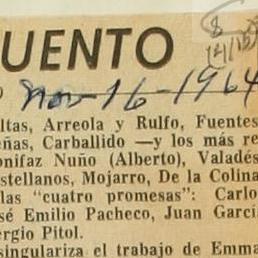 UENTO
Nov-16-1964
ltas, Arreola y Rulfo, Fuentes
eñas, Carballido —y los más re
onifaz Nuño (Alberto), Valadés
stellanos, Mojarro, De la Colina
las "cuatro promesas": Carlo
sé Emilio Pacheco, Juan García
ergio Pitol.
singulariza el trabajo de Emma